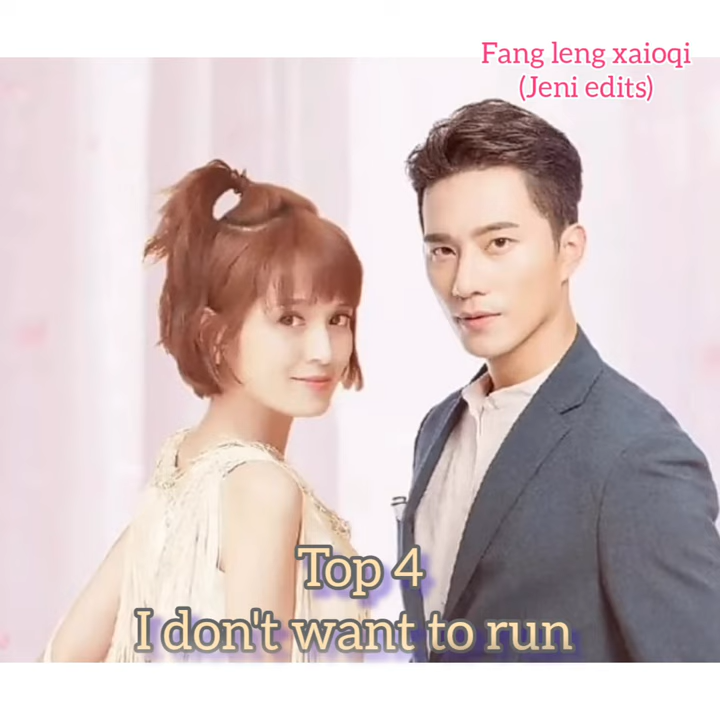 Fang leng xaioqi
(Jeni edits)
Top 4
I don't want to run